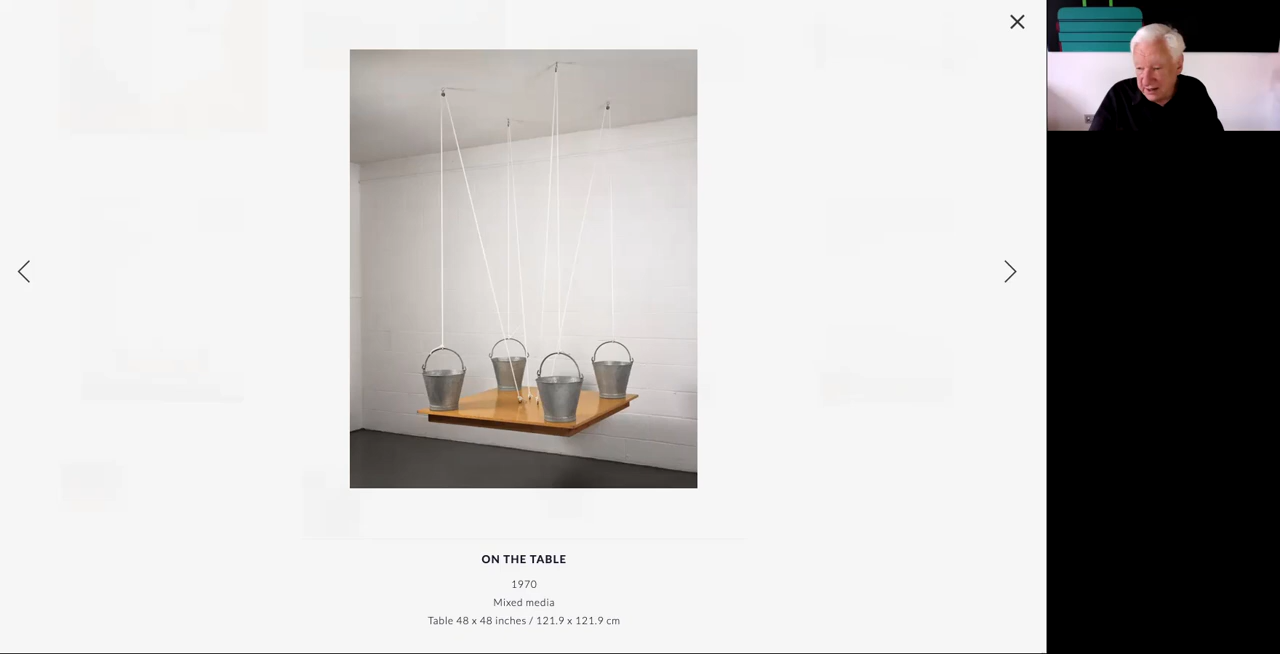 ON THE TABLE
1970
Mixed media
Table 48 x 48 inches / 121.9 x 121.9 cm